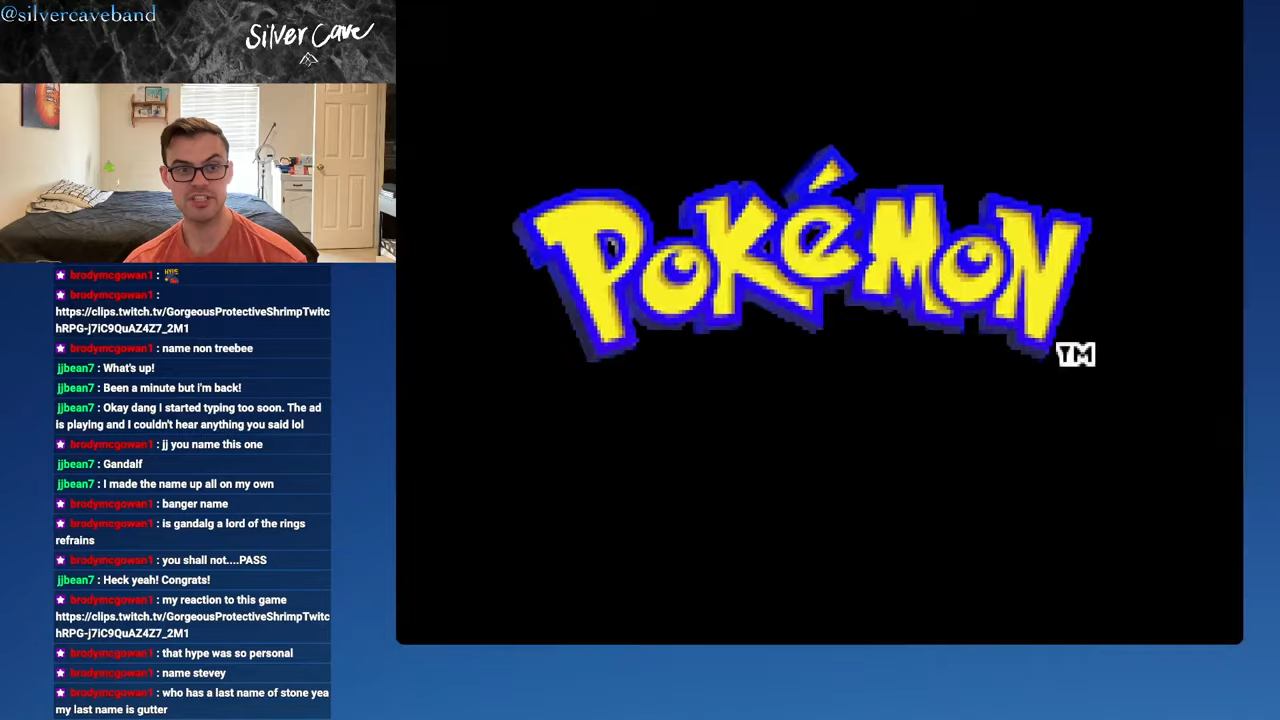 @silvercaveband
Silver Cave
POKéMON
TM
brodymcgowan1 :
brodymcgowan1 :
https://clips.twitch.tv/GorgeousProtectiveShrimpTwitc
hRPG-j7iC9QuAZ4Z7_2M1
brodymcgowan1 : name non treebee
jjbean7 : What's up!
jjbean7 : Been a minute but i'm back!
jjbean7 : Okay dang I started typing too soon. The ad
is playing and I couldn't hear anything you said lol
brodymcgowan1 : jj you name this one
jjbean7 : Gandalf
jjbean7 : I made the name up all on my own
brodymcgowan1 : banger name
brodymcgowan1 : is gandalg a lord of the rings
refrains
brodymcgowan1 : you shall not....PASS
jjbean7 : Heck yeah! Congrats!
brodymcgowan1 : my reaction to this game
https://clips.twitch.tv/GorgeousProtectiveShrimpTwitc
hRPG-j7iC9QuAZ4Z7_2M1
brodymcgowan1 : that hype was so personal
brodymcgowan1 : name stevey
brodymcgowan1 : who has a last name of stone yea
my last name is gutter